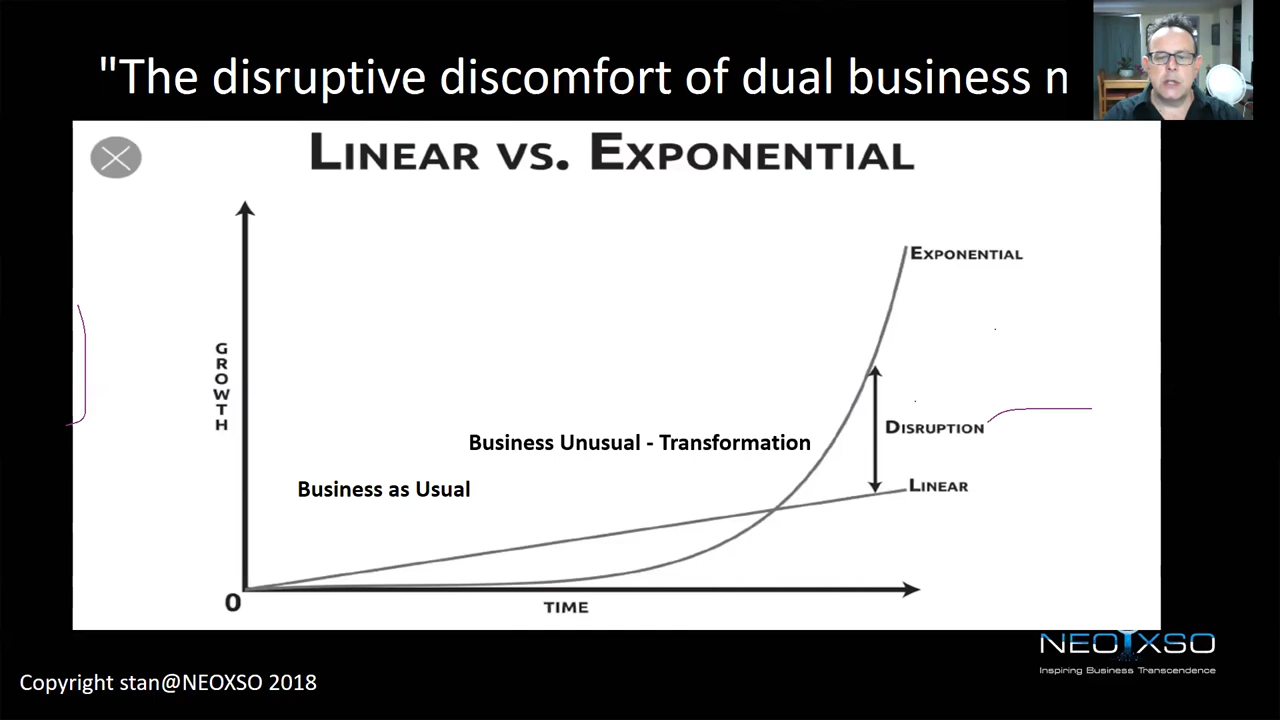 "The disruptive discomfort of dual business n
LINEAR VS. EXPONENTIAL
EXPONENTIAL
GROWTH
DISRUPTION
Business Unusual - Transformation
LINEAR
Business as Usual
0
TIME
NEOXSO
Inspiring Business Transcendence
Copyright stan@NEOXSO 2018